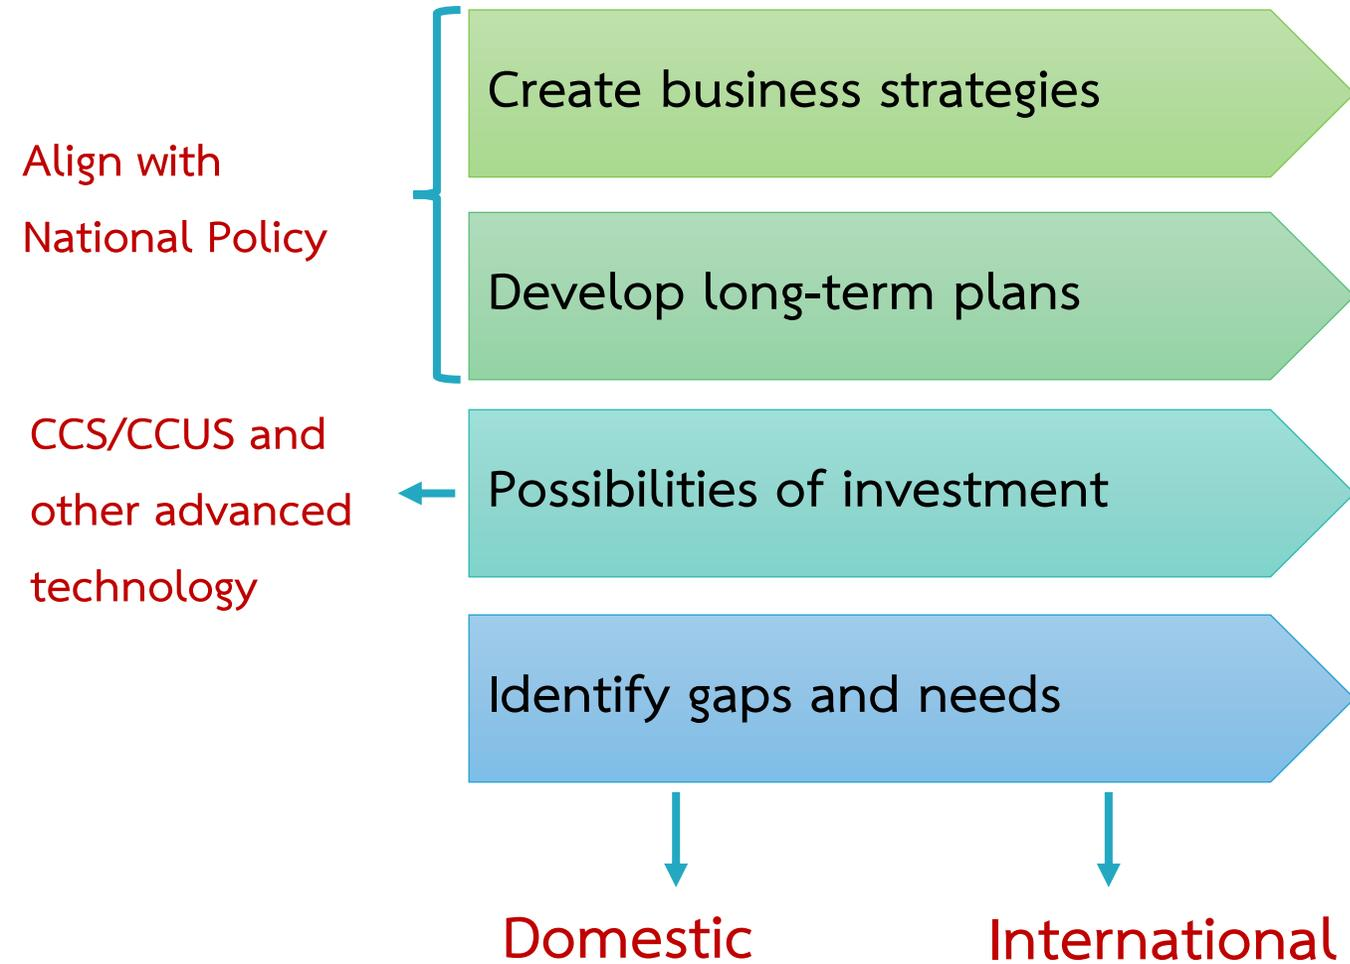 Create business strategies
Align with
National Policy
Develop long-term plans
CCS/CCUS and
other advanced
technology
Possibilities of investment
Identify gaps and needs
Domestic
International